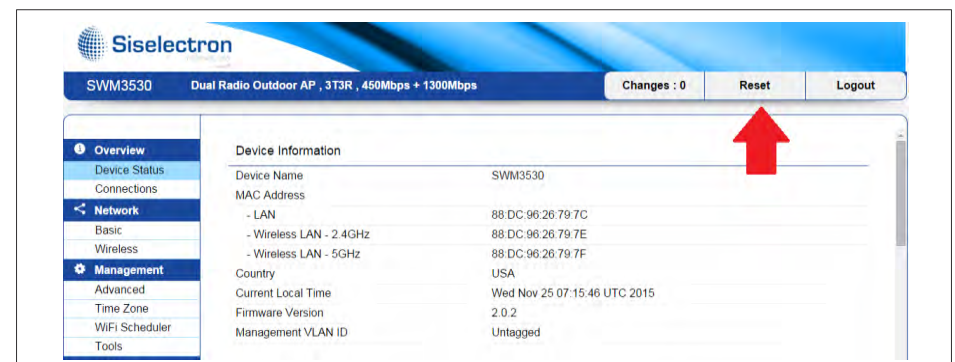 Siselectron
SWM3530 Dual Radio Outdoor AP , 3T3R , 450Mbps + 1300Mbps Changes : 0 Reset Logout
Overview
Device Status
Connections
Network
Basic
Wireless
Management
Advanced
Time Zone
WiFi Scheduler
Tools
Device Information
Device Name SWM3530
MAC Address
- LAN 88:DC:96:26:79:7C
- Wireless LAN - 2.4GHz 88:DC:96:26:79:7E
- Wireless LAN - 5GHz 88:DC:96:26:79:7F
Country USA
Current Local Time Wed Nov 25 07:15:46 UTC 2015
Firmware Version 2.0.2
Management VLAN ID Untagged